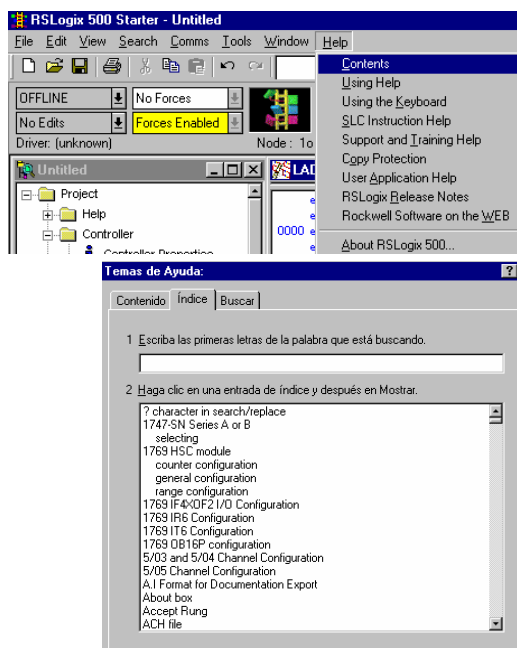 RSLogix 500 Starter - Untitled
File Edit View Search Comms Tools Window Help
OFFLINE No Forces
No Edits Forces Enabled
Driver: (unknown) Node : 1o
Untitled
LAD
Project
Help
Controller
Controller Properties
e
e
0000 e
e
Contents
Using Help
Using the Keyboard
SLC Instruction Help
Support and Training Help
Copy Protection
User Application Help
RSLogix Release Notes
Rockwell Software on the WEB
About RSLogix 500...
Temas de Ayuda:
Contenido Índice Buscar
1 Escriba las primeras letras de la palabra que está buscando.
2 Haga clic en una entrada de índice y después en Mostrar.
? character in search/replace
1747-SN Series A or B
selecting
1769 HSC module
counter configuration
general configuration
range configuration
1769 IF4XOF2 I/O Configuration
1769 IR6 Configuration
1769 IT6 Configuration
1769 OB16P configuration
5/03 and 5/04 Channel Configuration
5/05 Channel Configuration
A.I Format for Documentation Export
About box
Accept Rung
ACH file